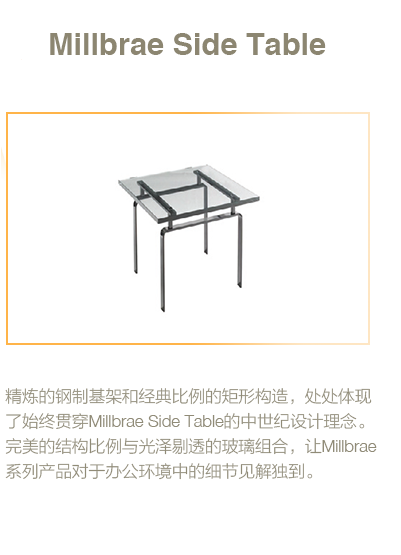 Millbrae Side Table
精炼的钢制基架和经典比例的矩形构造，处处体现
了始终贯穿Millbrae Side Table的中世纪设计理念。
完美的结构比例与光泽剔透的玻璃组合，让Millbrae
系列产品对于办公环境中的细节见解独到。